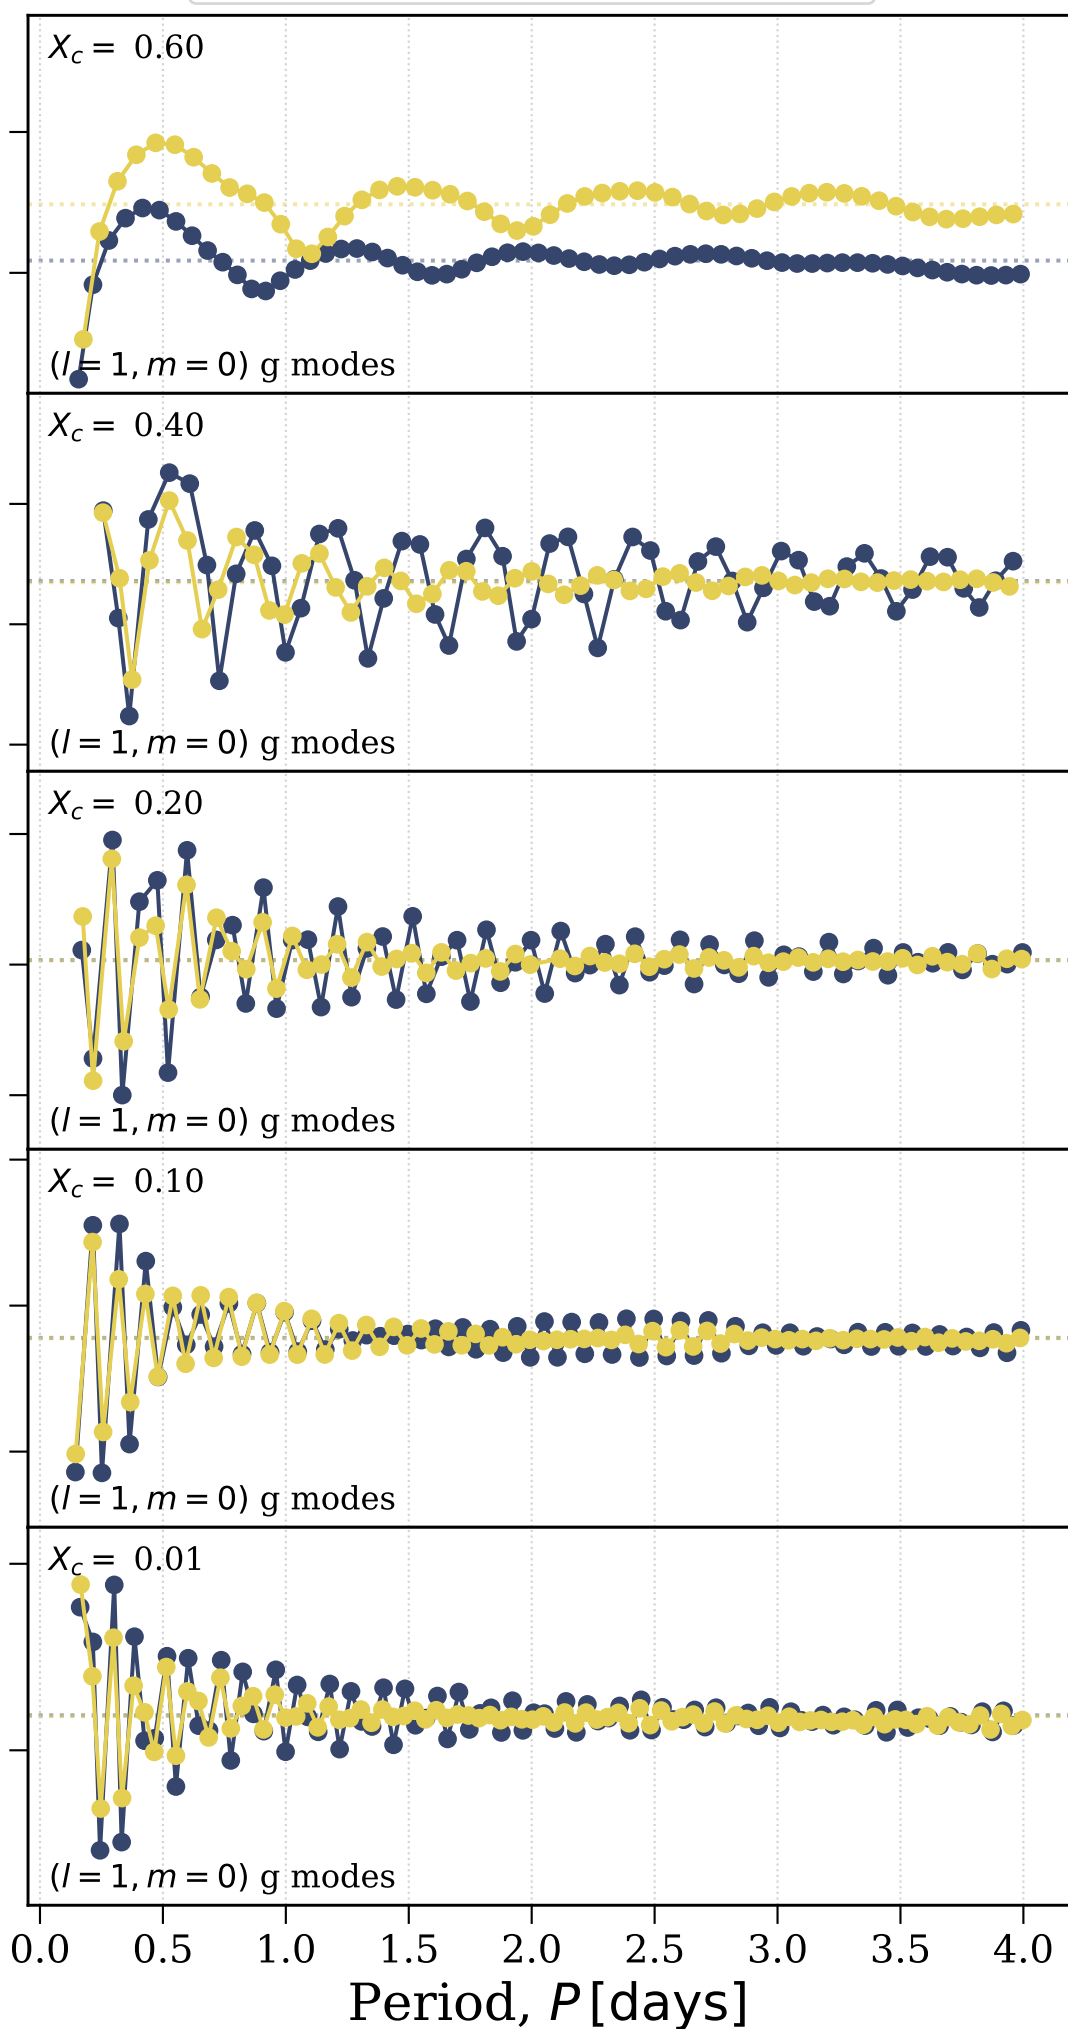 X_c = 0.60
(l = 1, m = 0) g modes
X_c = 0.40
(l = 1, m = 0) g modes
X_c = 0.20
(l = 1, m = 0) g modes
X_c = 0.10
(l = 1, m = 0) g modes
X_c = 0.01
(l = 1, m = 0) g modes
0.0 0.5 1.0 1.5 2.0 2.5 3.0 3.5 4.0
Period, P [days]